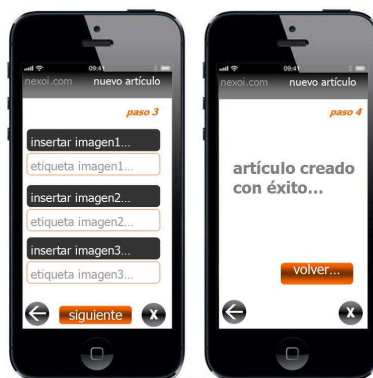 09:41
nexoi.com nuevo artículo
paso 3
insertar imagen1...
etiqueta imagen1...
insertar imagen2...
etiqueta imagen2...
insertar imagen3...
etiqueta imagen3...
siguiente
x
09:41
nexoi.com nuevo artículo
paso 4
artículo creado
con éxito...
volver...
x